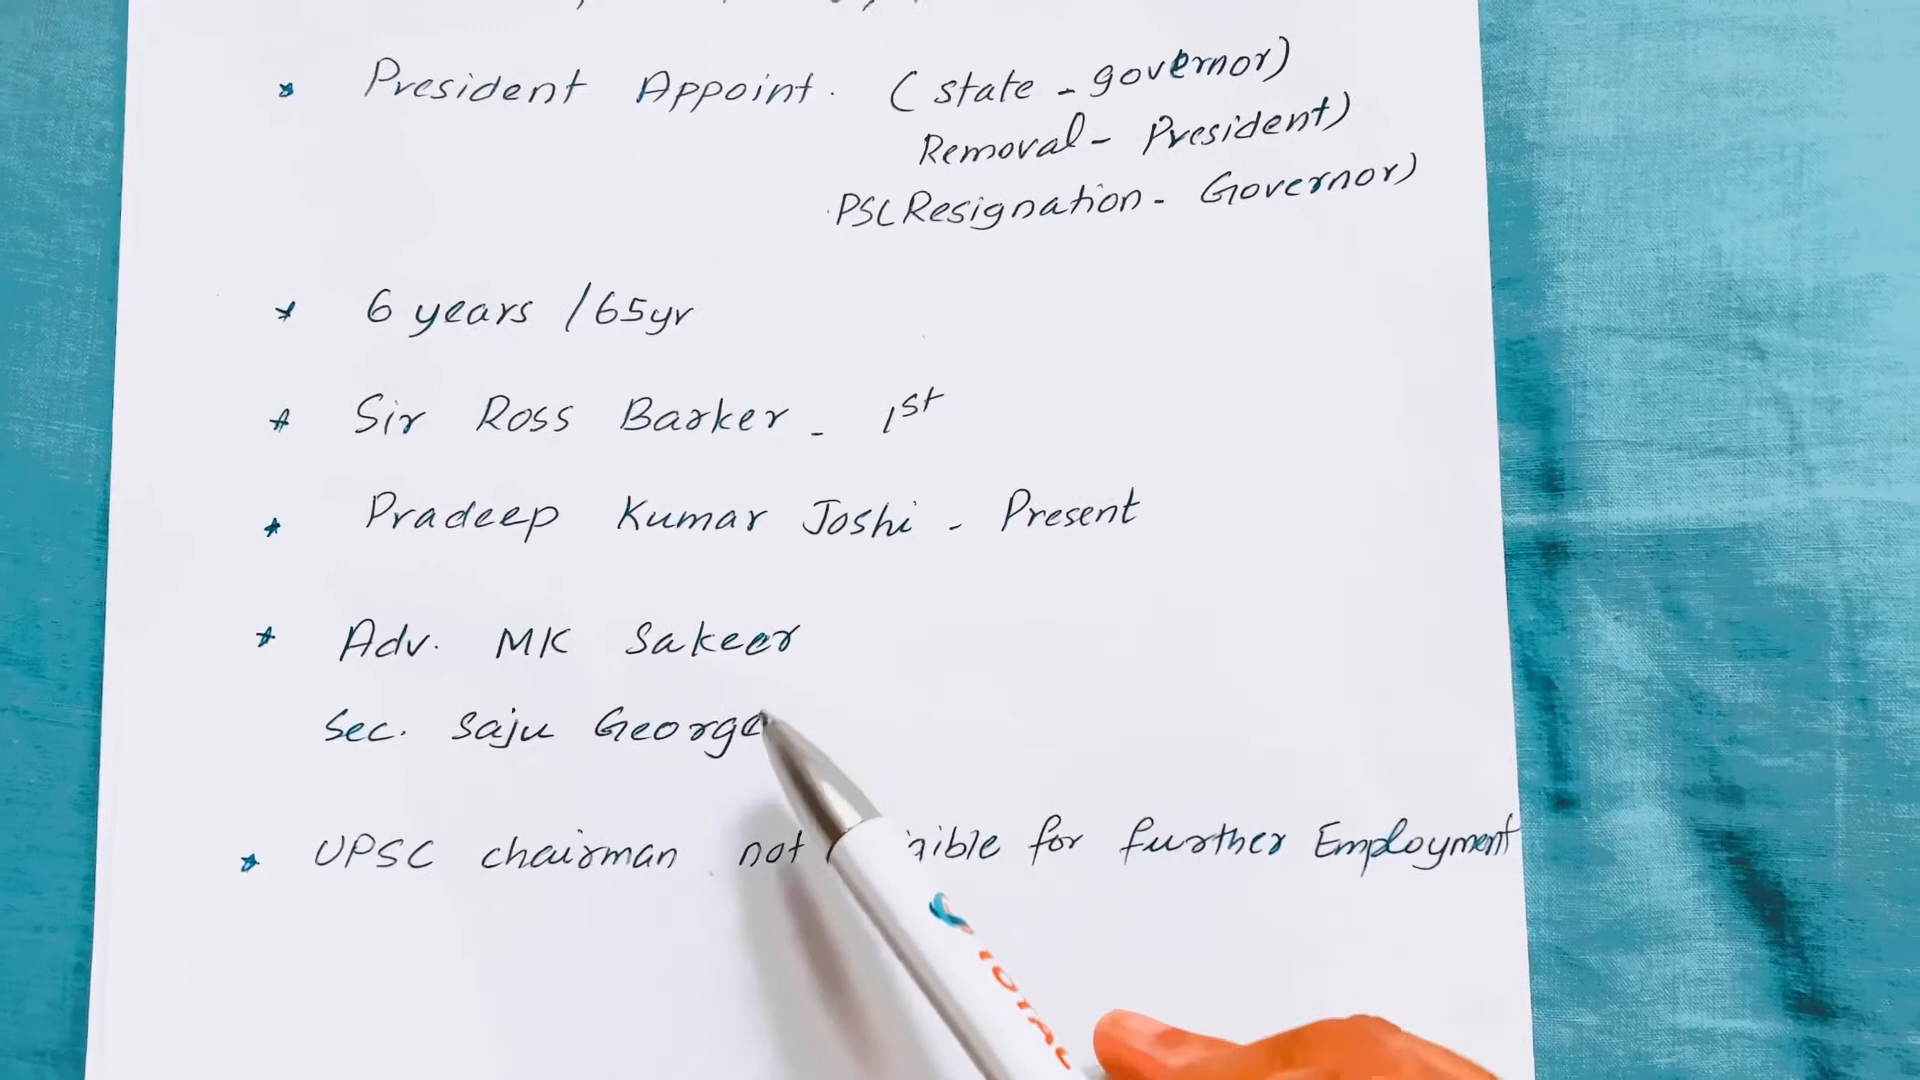 President Appoint. (state - governor)
Removal - President)
PSC Resignation - Governor)
6 years / 65yr
Sir Ross Barker - 1st
Pradeep Kumar Joshi - Present
Adv. MK Sakeer
Sec. Saju George
UPSC chairman not for further Employment
TOTAL